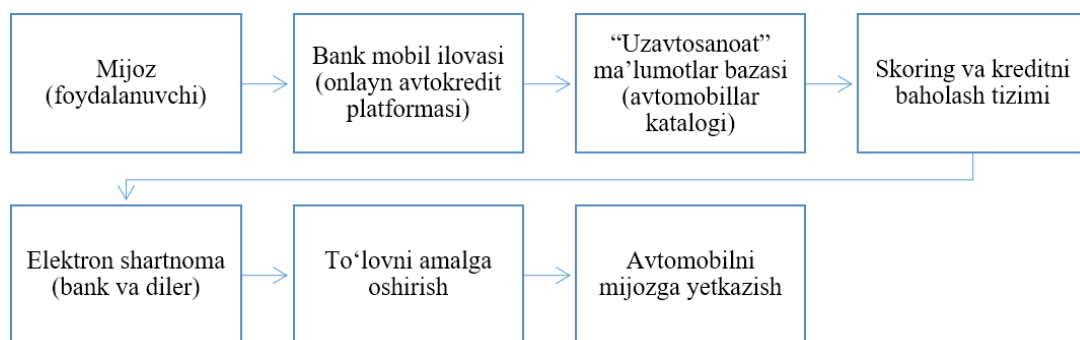 Mijoz
(foydalanuvchi)
Bank mobil ilovasi
(onlayn avtokredit
platformasi)
“Uzavtosanoat”
ma’lumotlar bazasi
(avtomobillar
katalogi)
Skoring va kreditni
baholash tizimi
Elektron shartnoma
(bank va diler)
To‘lovni amalga
oshirish
Avtomobilni
mijozga yetkazish